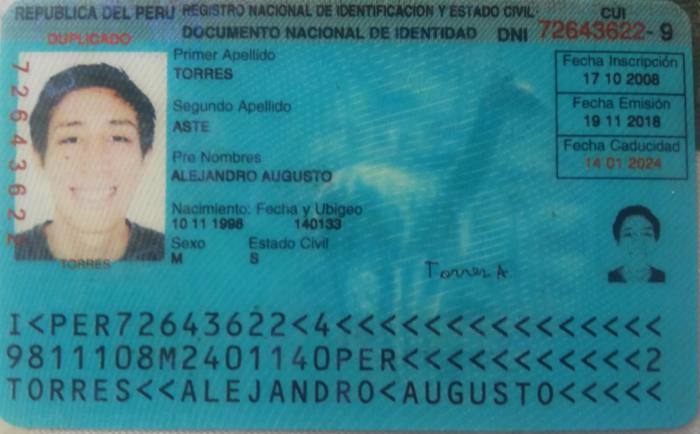 REPUBLICA DEL PERU REGISTRO NACIONAL DE IDENTIFICACION Y ESTADO CIVIL CUI
DUPLICADO DOCUMENTO NACIONAL DE IDENTIDAD DNI 72643622-9
72643622
Primer Apellido
TORRES
Segundo Apellido
ASTE
Pre Nombres
ALEJANDRO AUGUSTO
Nacimiento: Fecha y Ubigeo
10 11 1998 140133
Sexo Estado Civil
M S
Fecha Inscripción
17 10 2008
Fecha Emisión
19 11 2018
Fecha Caducidad
14 01 2024
TORRES
Torres A
I<PER72643622<4<<<<<<<<<<<<<<<
9811108M2401140PER<<<<<<<<<<<2
TORRES<<ALEJANDRO<AUGUSTO<<<<<